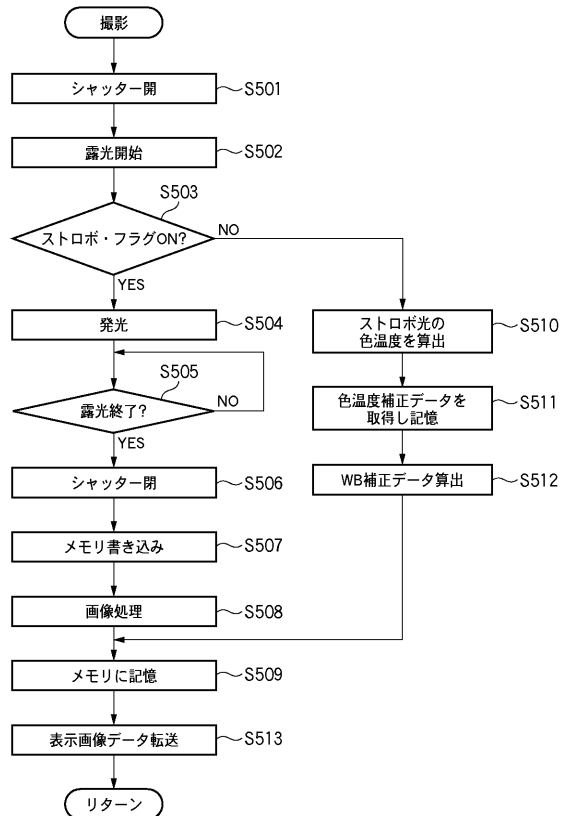 撮影
シャッター開
S501
露光開始
S502
S503
ストロボ・フラグON?
NO
YES
発光
S504
S505
露光終了?
NO
YES
シャッター閉
S506
メモリ書き込み
S507
画像処理
S508
メモリに記憶
S509
表示画像データ転送
S513
リターン
ストロボ光の
色温度を算出
S510
色温度補正データを
取得し記憶
S511
WB補正データ算出
S512